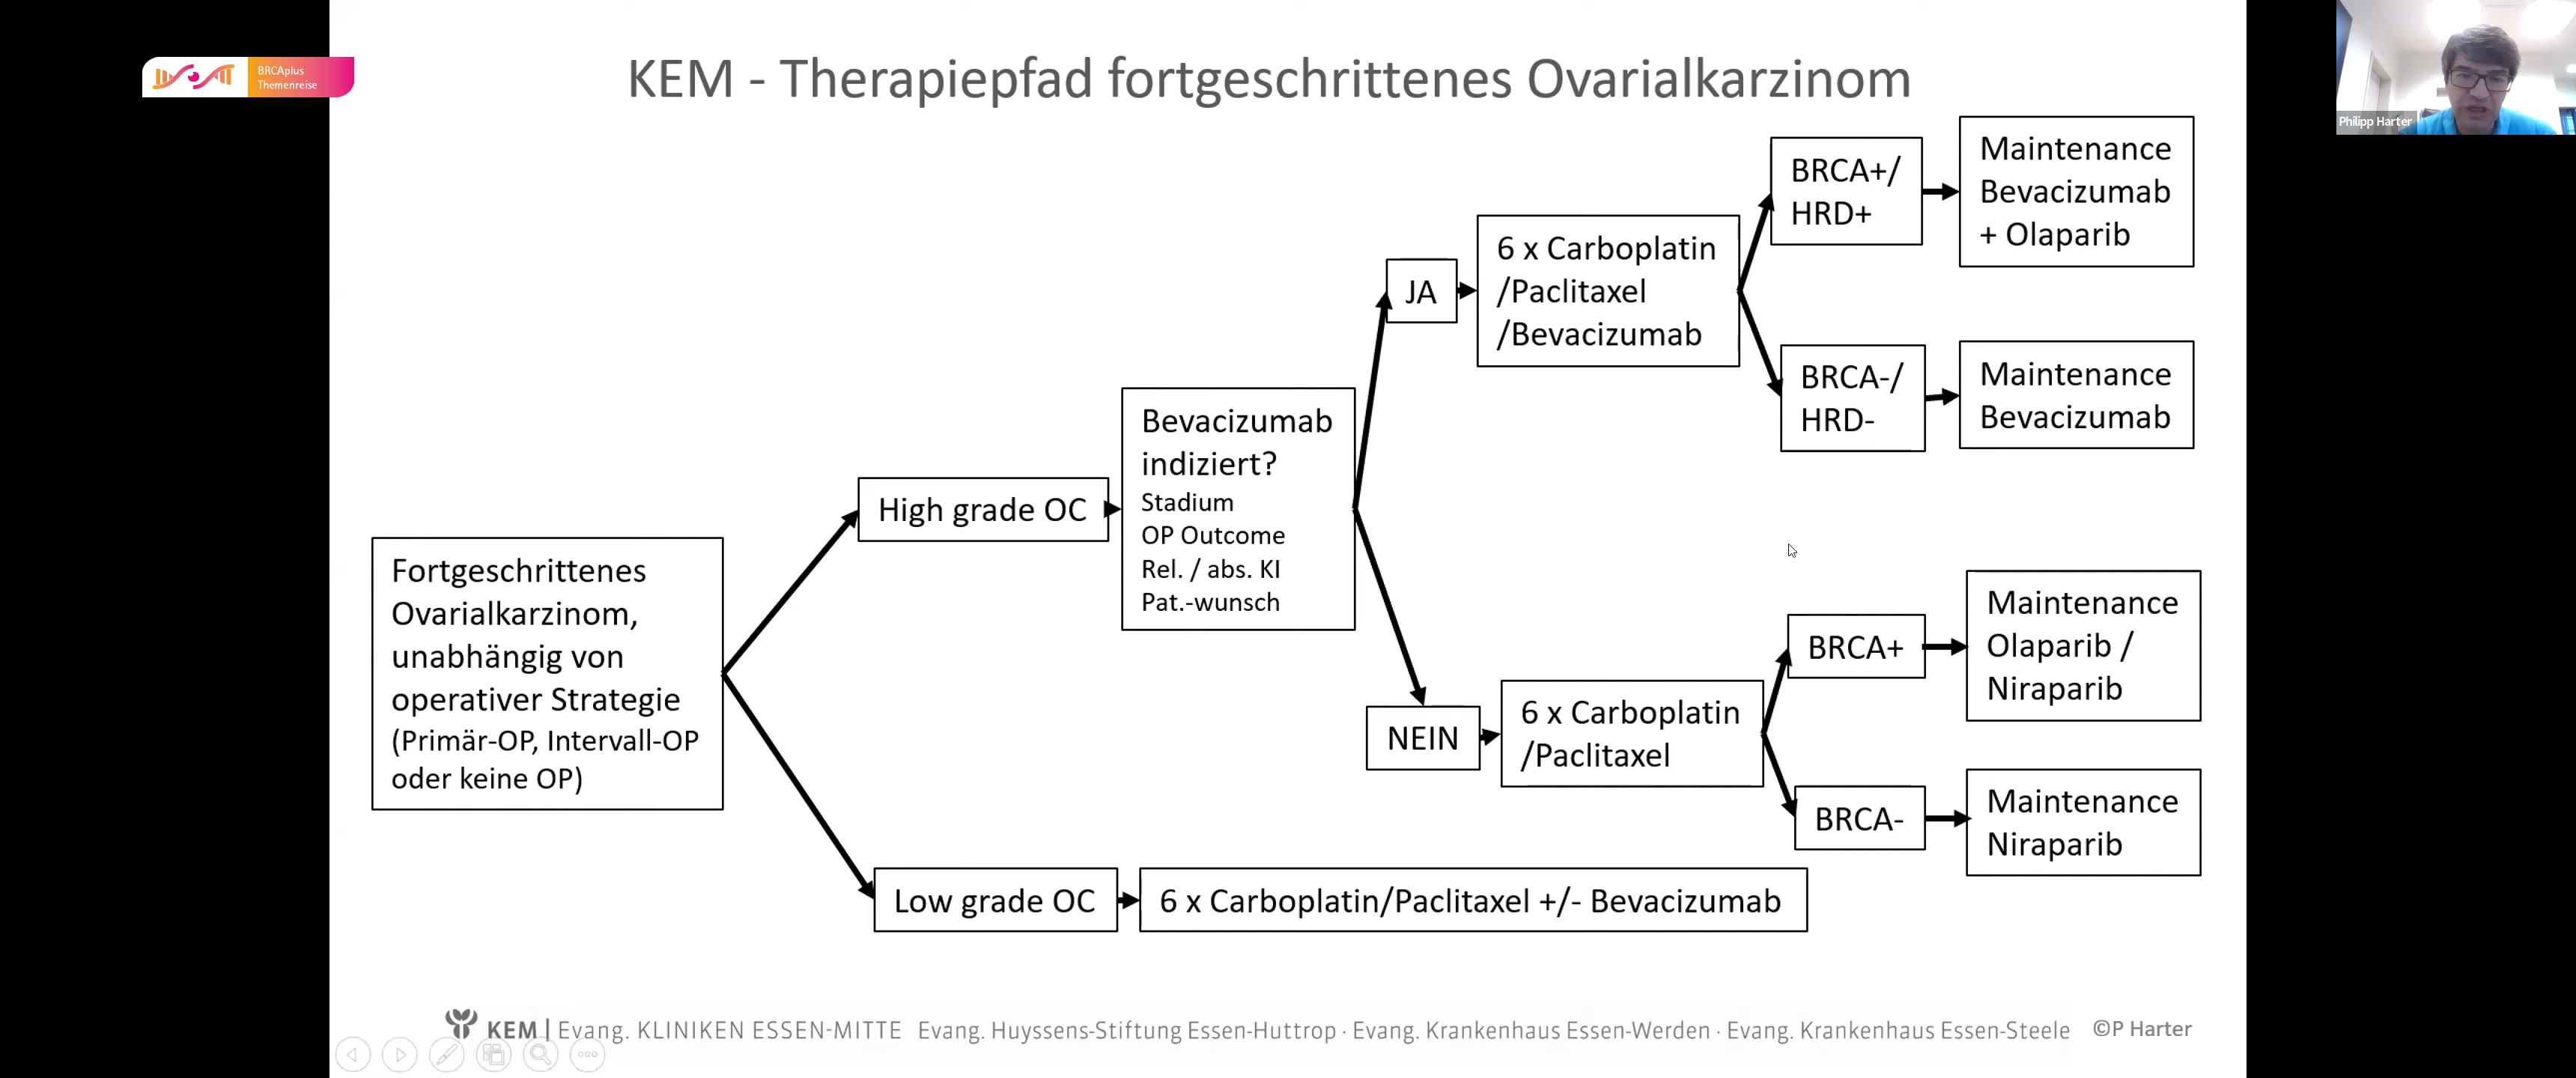 BRCAplus
Themenreise
KEM - Therapiepfad fortgeschrittenes Ovarialkarzinom
Philipp Harter
Fortgeschrittenes
Ovarialkarzinom,
unabhängig von
operativer Strategie
(Primär-OP, Intervall-OP
oder keine OP)
High grade OC
Bevacizumab
indiziert?
Stadium
OP Outcome
Rel. / abs. KI
Pat.-wunsch
JA
6 x Carboplatin
/Paclitaxel
/Bevacizumab
BRCA+/
HRD+
Maintenance
Bevacizumab
+ Olaparib
BRCA-/
HRD-
Maintenance
Bevacizumab
NEIN
6 x Carboplatin
/Paclitaxel
BRCA+
Maintenance
Olaparib /
Niraparib
BRCA-
Maintenance
Niraparib
Low grade OC
6 x Carboplatin/Paclitaxel +/- Bevacizumab
KEM | Evang. KLINIKEN ESSEN-MITTE Evang. Huyssens-Stiftung Essen-Huttrop · Evang. Krankenhaus Essen-Werden · Evang. Krankenhaus Essen-Steele
©P Harter